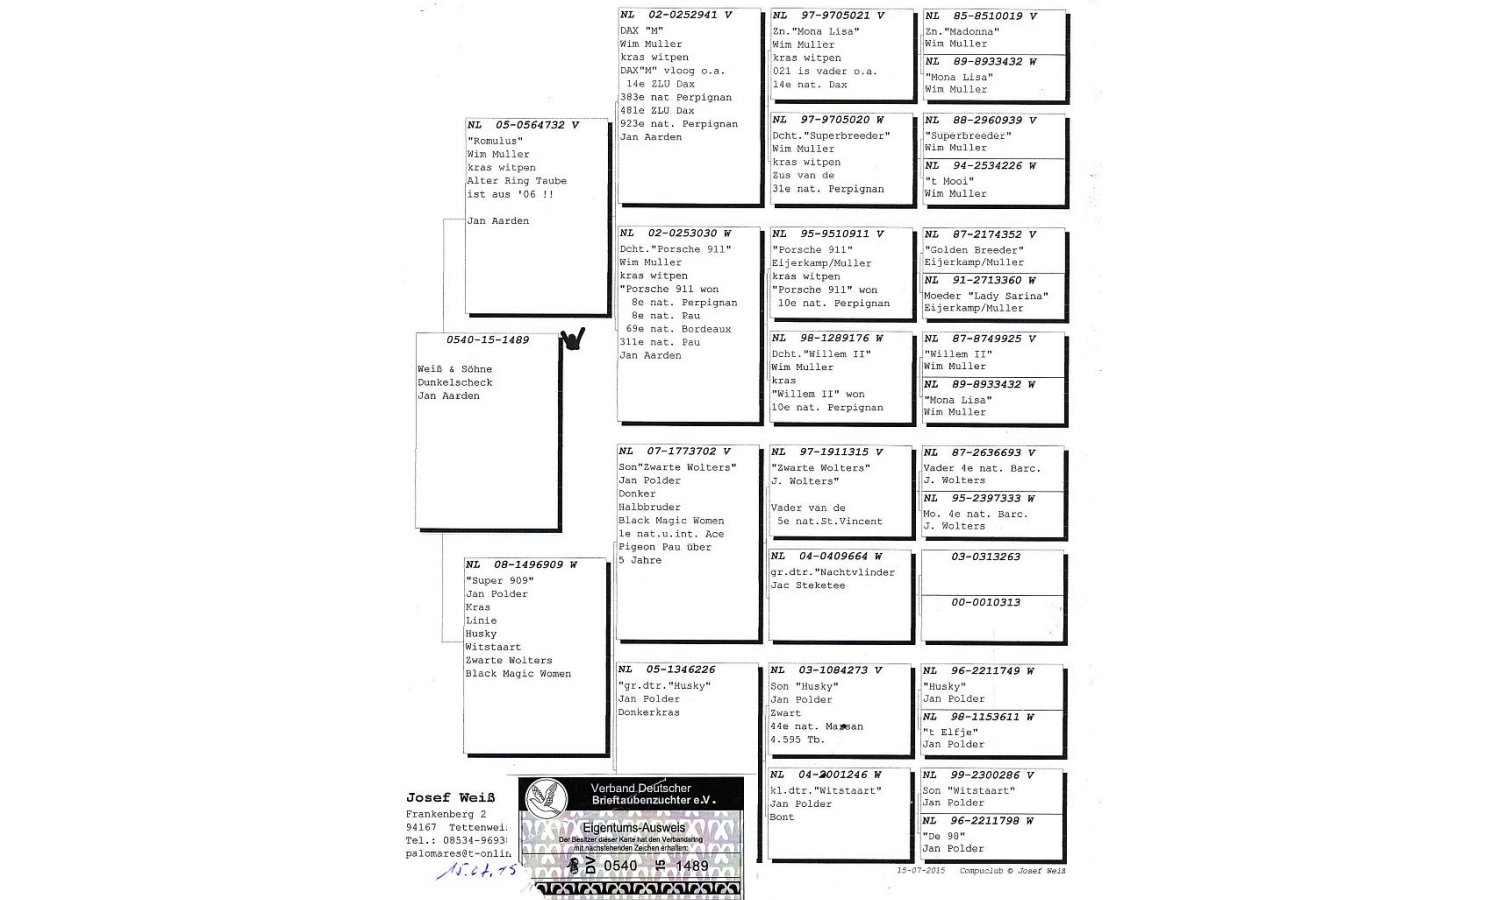 NL 02-0252941 V
DAX "M"
Wim Muller
kras witpen
DAX"M" vloog o.a.
14e ZLU Dax
383e nat Perpignan
481e ZLU Dax
923e nat. Perpignan
Jan Aarden
NL 97-9705021 V
Zn."Mona Lisa"
Wim Muller
kras witpen
021 is vader o.a.
14e nat. Dax
NL 85-8510019 V
Zn."Madonna"
Wim Muller
NL 89-8933432 W
"Mona Lisa"
Wim Muller
NL 97-9705020 W
Dcht."Superbreeder"
Wim Muller
kras witpen
Zus van de
31e nat. Perpignan
NL 88-2960939 V
"Superbreeder"
Wim Muller
NL 94-2534226 W
"t Mooi"
Wim Muller
NL 05-0564732 V
"Romulus"
Wim Muller
kras witpen
Alter Ring Taube
ist aus '06 !!
Jan Aarden
NL 02-0253030 W
Dcht."Porsche 911"
Wim Muller
kras witpen
"Porsche 911 won
8e nat. Perpignan
8e nat. Pau
69e nat. Bordeaux
311e nat. Pau
Jan Aarden
NL 95-9510911 V
"Porsche 911"
Eijerkamp/Muller
kras witpen
"Porsche 911" won
10e nat. Perpignan
NL 87-2174352 V
"Golden Breeder"
Eijerkamp/Muller
NL 91-2713360 W
Moeder "Lady Sarina"
Eijerkamp/Muller
NL 98-1289176 W
Dcht."Willem II"
Wim Muller
kras
"Willem II" won
10e nat. Perpignan
NL 87-8749925 V
"Willem II"
Wim Muller
NL 89-8933432 W
"Mona Lisa"
Wim Muller
0540-15-1489
Weiß & Söhne
Dunkelscheck
Jan Aarden
NL 07-1773702 V
Son"Zwarte Wolters"
Jan Polder
Donker
Halbbruder
Black Magic Women
1e nat.u.int. Ace
Pigeon Pau über
5 Jahre
NL 97-1911315 V
"Zwarte Wolters"
J. Wolters"
Vader van de
5e nat.St.Vincent
NL 87-2636693 V
Vader 4e nat. Barc.
J. Wolters
NL 95-2397333 W
Mo. 4e nat. Barc.
J. Wolters
NL 04-0409664 W
gr.dtr."Nachtvlinder
Jac Steketee
03-0313263
00-0010313
NL 08-1496909 W
"Super 909"
Jan Polder
Kras
Linie
Husky
Witstaart
Zwarte Wolters
Black Magic Women
NL 05-1346226
"gr.dtr."Husky"
Jan Polder
Donkerkras
NL 03-1084273 V
Son "Husky"
Jan Polder
Zwart
44e nat. Marsan
4.595 Tb.
NL 96-2211749 W
"Husky"
Jan Polder
NL 98-1153611 W
"t Elfje"
Jan Polder
NL 04-2001246 W
kl.dtr."Witstaart"
Jan Polder
Bont
NL 99-2300286 V
Son "Witstaart"
Jan Polder
NL 96-2211798 W
"De 98"
Jan Polder
Josef Weiß
Frankenberg 2
94167 Tettenwei
Tel.: 08534-9693
palomares@t-onlin
15.07.15
Verband Deutscher
Brieftaubenzüchter e.V.
Eigentums-Ausweis
Der Besitzer dieser Karte hat den Verbandsring
mit nachstehenden Zeichen erhalten:
DV 0540 15 1489
15-07-2015 Compuclub © Josef Weiß